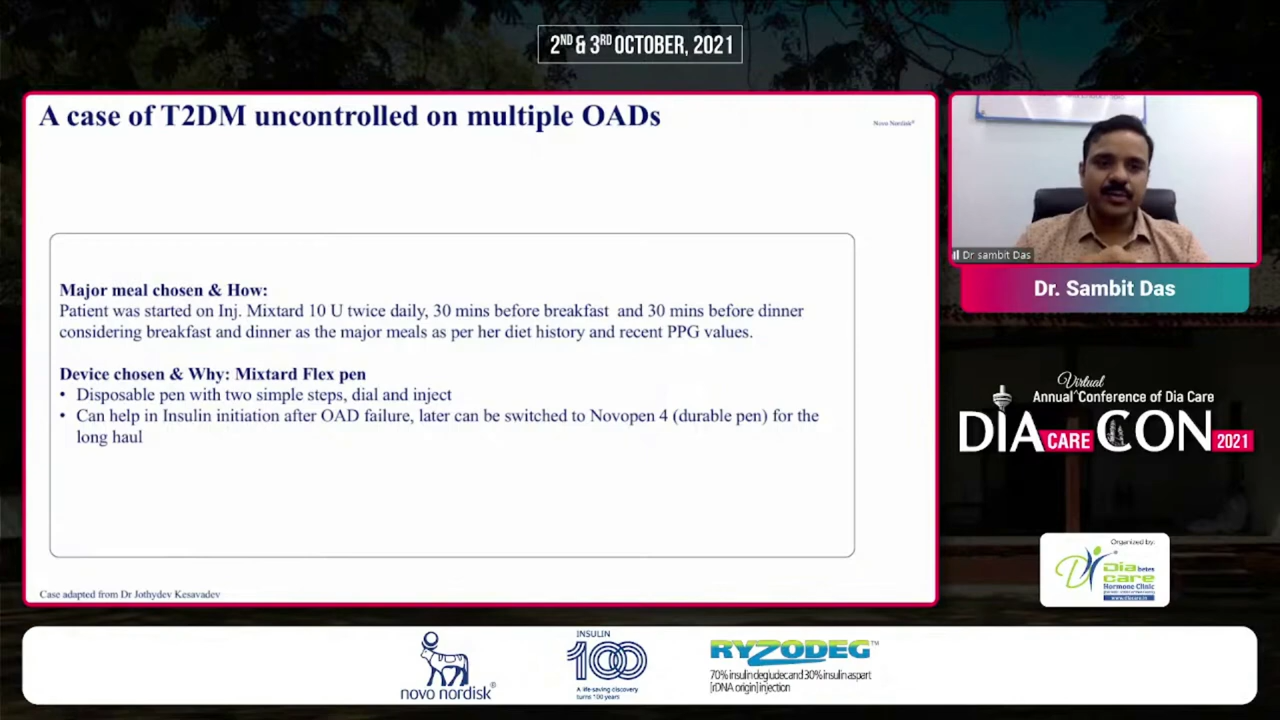 2ND & 3RD OCTOBER, 2021
A case of T2DM uncontrolled on multiple OADs
Novo Nordisk®
Major meal chosen & How:
Patient was started on Inj. Mixtard 10 U twice daily, 30 mins before breakfast and 30 mins before dinner
considering breakfast and dinner as the major meals as per her diet history and recent PPG values.
Device chosen & Why: Mixtard Flex pen
• Disposable pen with two simple steps, dial and inject
• Can help in Insulin initiation after OAD failure, later can be switched to Novopen 4 (durable pen) for the
long haul
Case adapted from Dr Jothydev Kesavadev
Dr sambit Das
Dr. Sambit Das
Virtual
Annual^Conference of Dia Care
DIA CARE CON 2021
Organized by:
Diabetes
care
Hormone Clinic
novo nordisk®
INSULIN
100
A life-saving discovery
turns 100 years
RYZODEG™
70% insulin degludec and 30% insulin aspart
[rDNA origin] injection